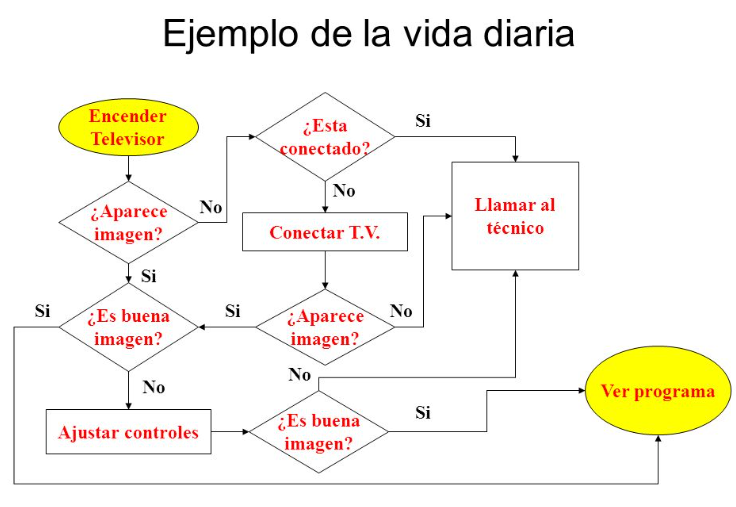 Ejemplo de la vida diaria
Encender
Televisor
¿Esta
conectado?
Si
No
¿Aparece
imagen?
No
Conectar T.V.
Llamar al
técnico
Si
Si
¿Es buena
imagen?
Si
¿Aparece
imagen?
No
No
Ajustar controles
No
¿Es buena
imagen?
Si
Ver programa